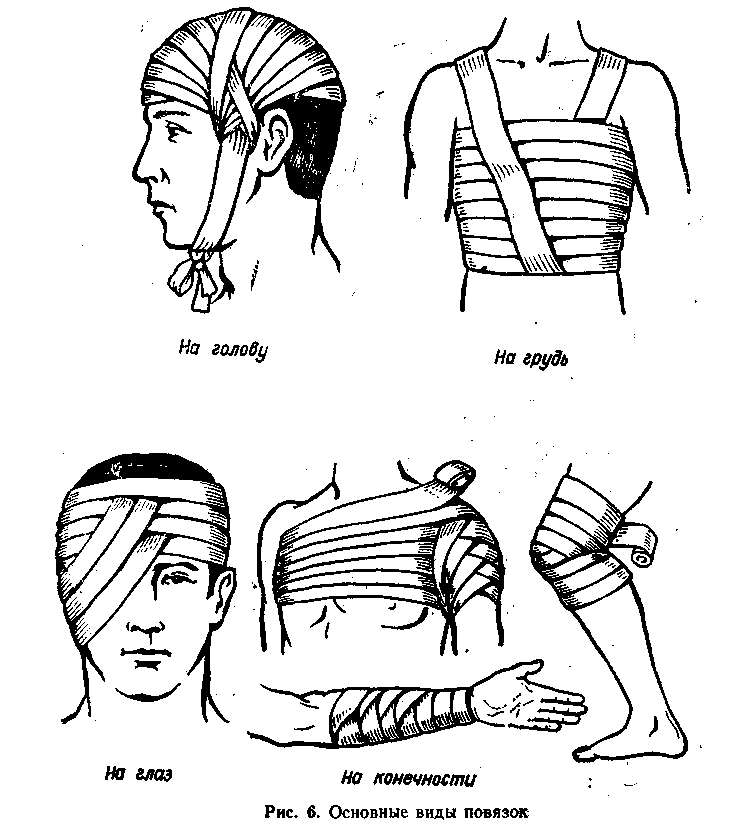 На голову
На грудь
На глаз
На конечности
Рис. 6. Основные виды повязок